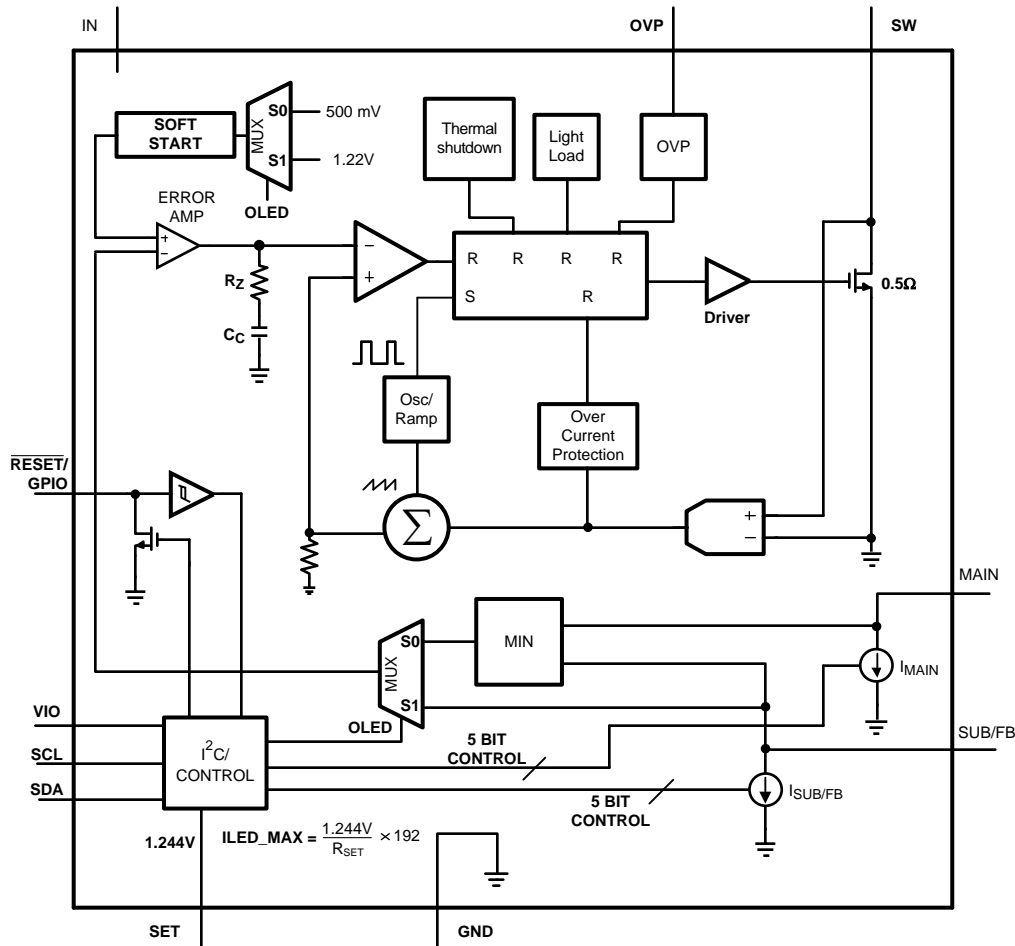 IN
OVP
SW
SOFT
START
MUX
S0
500 mV
S1
1.22V
OLED
Thermal
shutdown
Light
Load
OVP
ERROR
AMP
+
−
RZ
CC
−
+
R R R R
S R
Driver
0.5Ω
Osc/
Ramp
Over
Current
Protection
RESET/
GPIO
Σ
+
−
MAIN
MUX
S0
S1
MIN
IMAIN
OLED
VIO
SCL
SDA
I²C/
CONTROL
5 BIT
CONTROL
SUB/FB
5 BIT
CONTROL
ISUB/FB
1.244V
ILED_MAX = 1.244V / RSET × 192
SET
GND